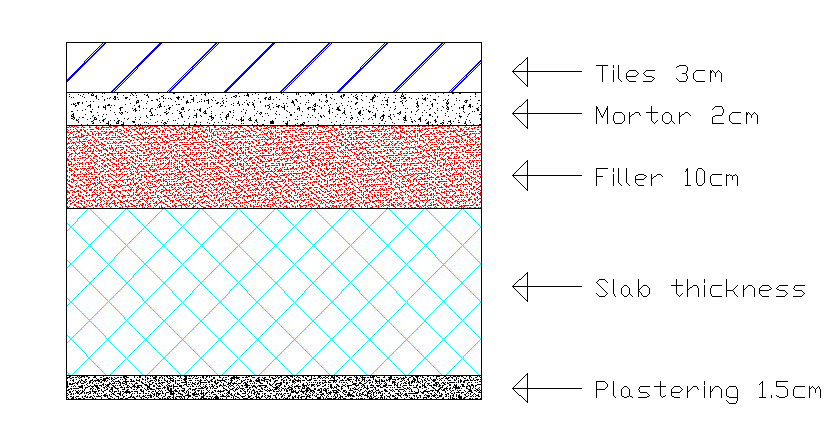 Tiles 3cm
Mortar 2cm
Filler 10cm
Slab thickness
Plastering 1.5cm